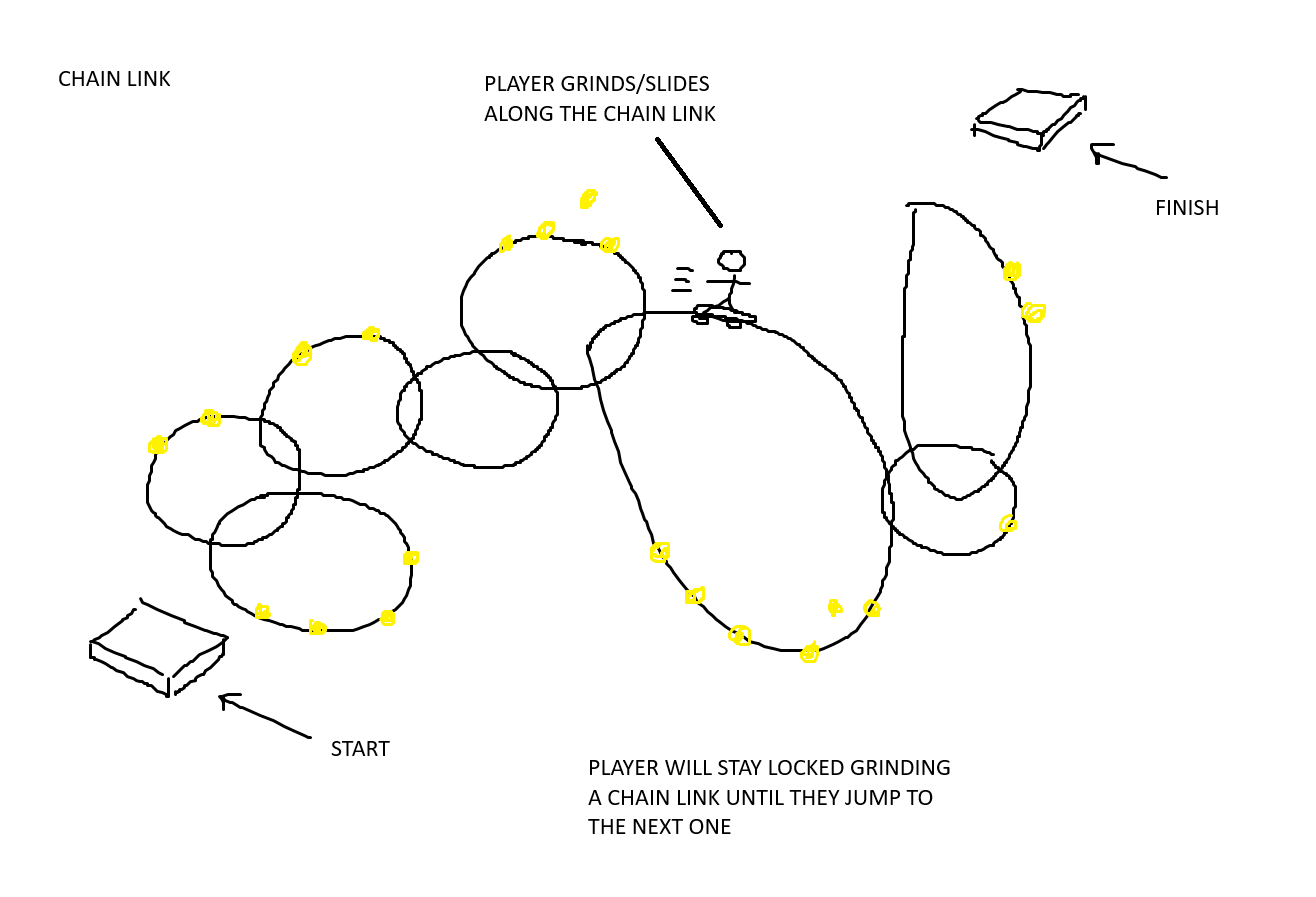 CHAIN LINK
PLAYER GRINDS/SLIDES
ALONG THE CHAIN LINK
FINISH
START
PLAYER WILL STAY LOCKED GRINDING
A CHAIN LINK UNTIL THEY JUMP TO
THE NEXT ONE